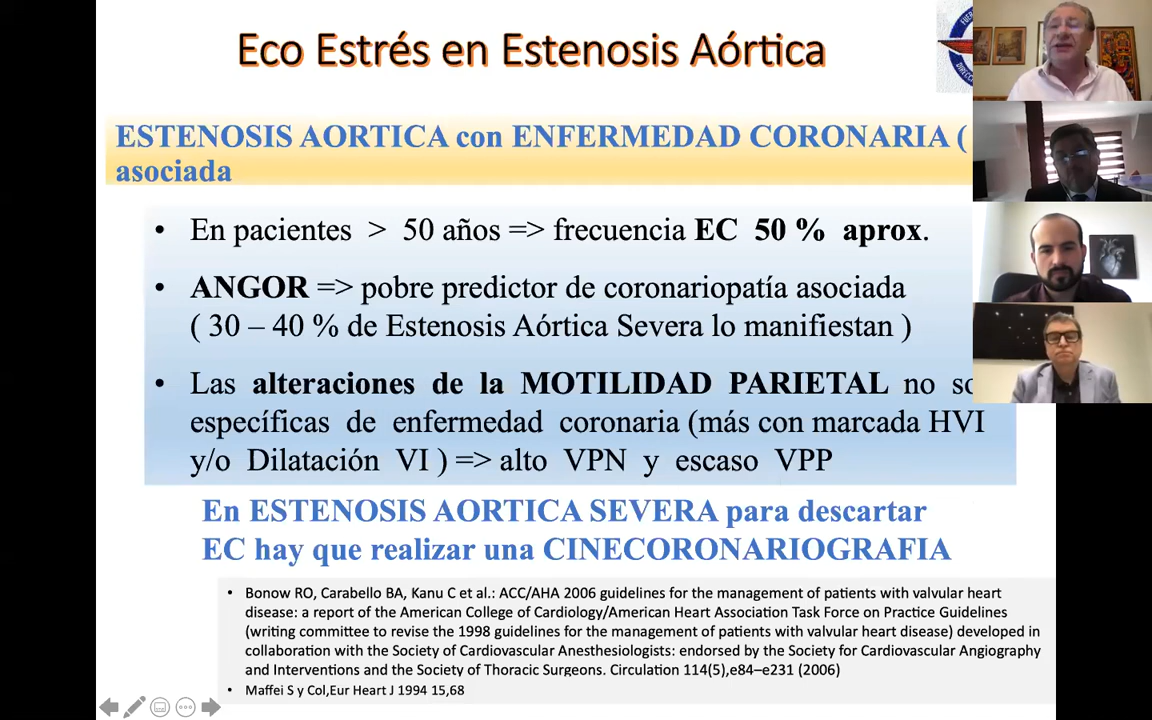 Eco Estrés en Estenosis Aórtica
ESTENOSIS AORTICA con ENFERMEDAD CORONARIA (
asociada
• En pacientes > 50 años => frecuencia EC 50 % aprox.
• ANGOR => pobre predictor de coronariopatía asociada
( 30 – 40 % de Estenosis Aórtica Severa lo manifiestan )
• Las alteraciones de la MOTILIDAD PARIETAL no so
específicas de enfermedad coronaria (más con marcada HVI
y/o Dilatación VI ) => alto VPN y escaso VPP
En ESTENOSIS AORTICA SEVERA para descartar
EC hay que realizar una CINECORONARIOGRAFIA
• Bonow RO, Carabello BA, Kanu C et al.: ACC/AHA 2006 guidelines for the management of patients with valvular heart
disease: a report of the American College of Cardiology/American Heart Association Task Force on Practice Guidelines
(writing committee to revise the 1998 guidelines for the management of patients with valvular heart disease) developed in
collaboration with the Society of Cardiovascular Anesthesiologists: endorsed by the Society for Cardiovascular Angiography
and Interventions and the Society of Thoracic Surgeons. Circulation 114(5),e84–e231 (2006)
• Maffei S y Col,Eur Heart J 1994 15,68